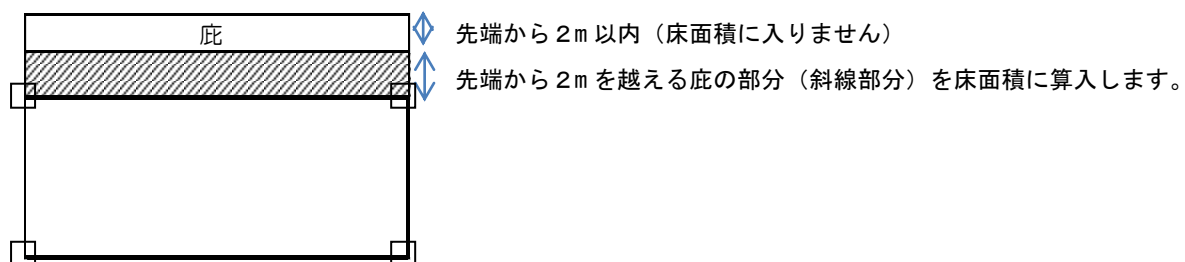 庇
先端から2m以内（床面積に入りません）
先端から2mを越える庇の部分（斜線部分）を床面積に算入します。